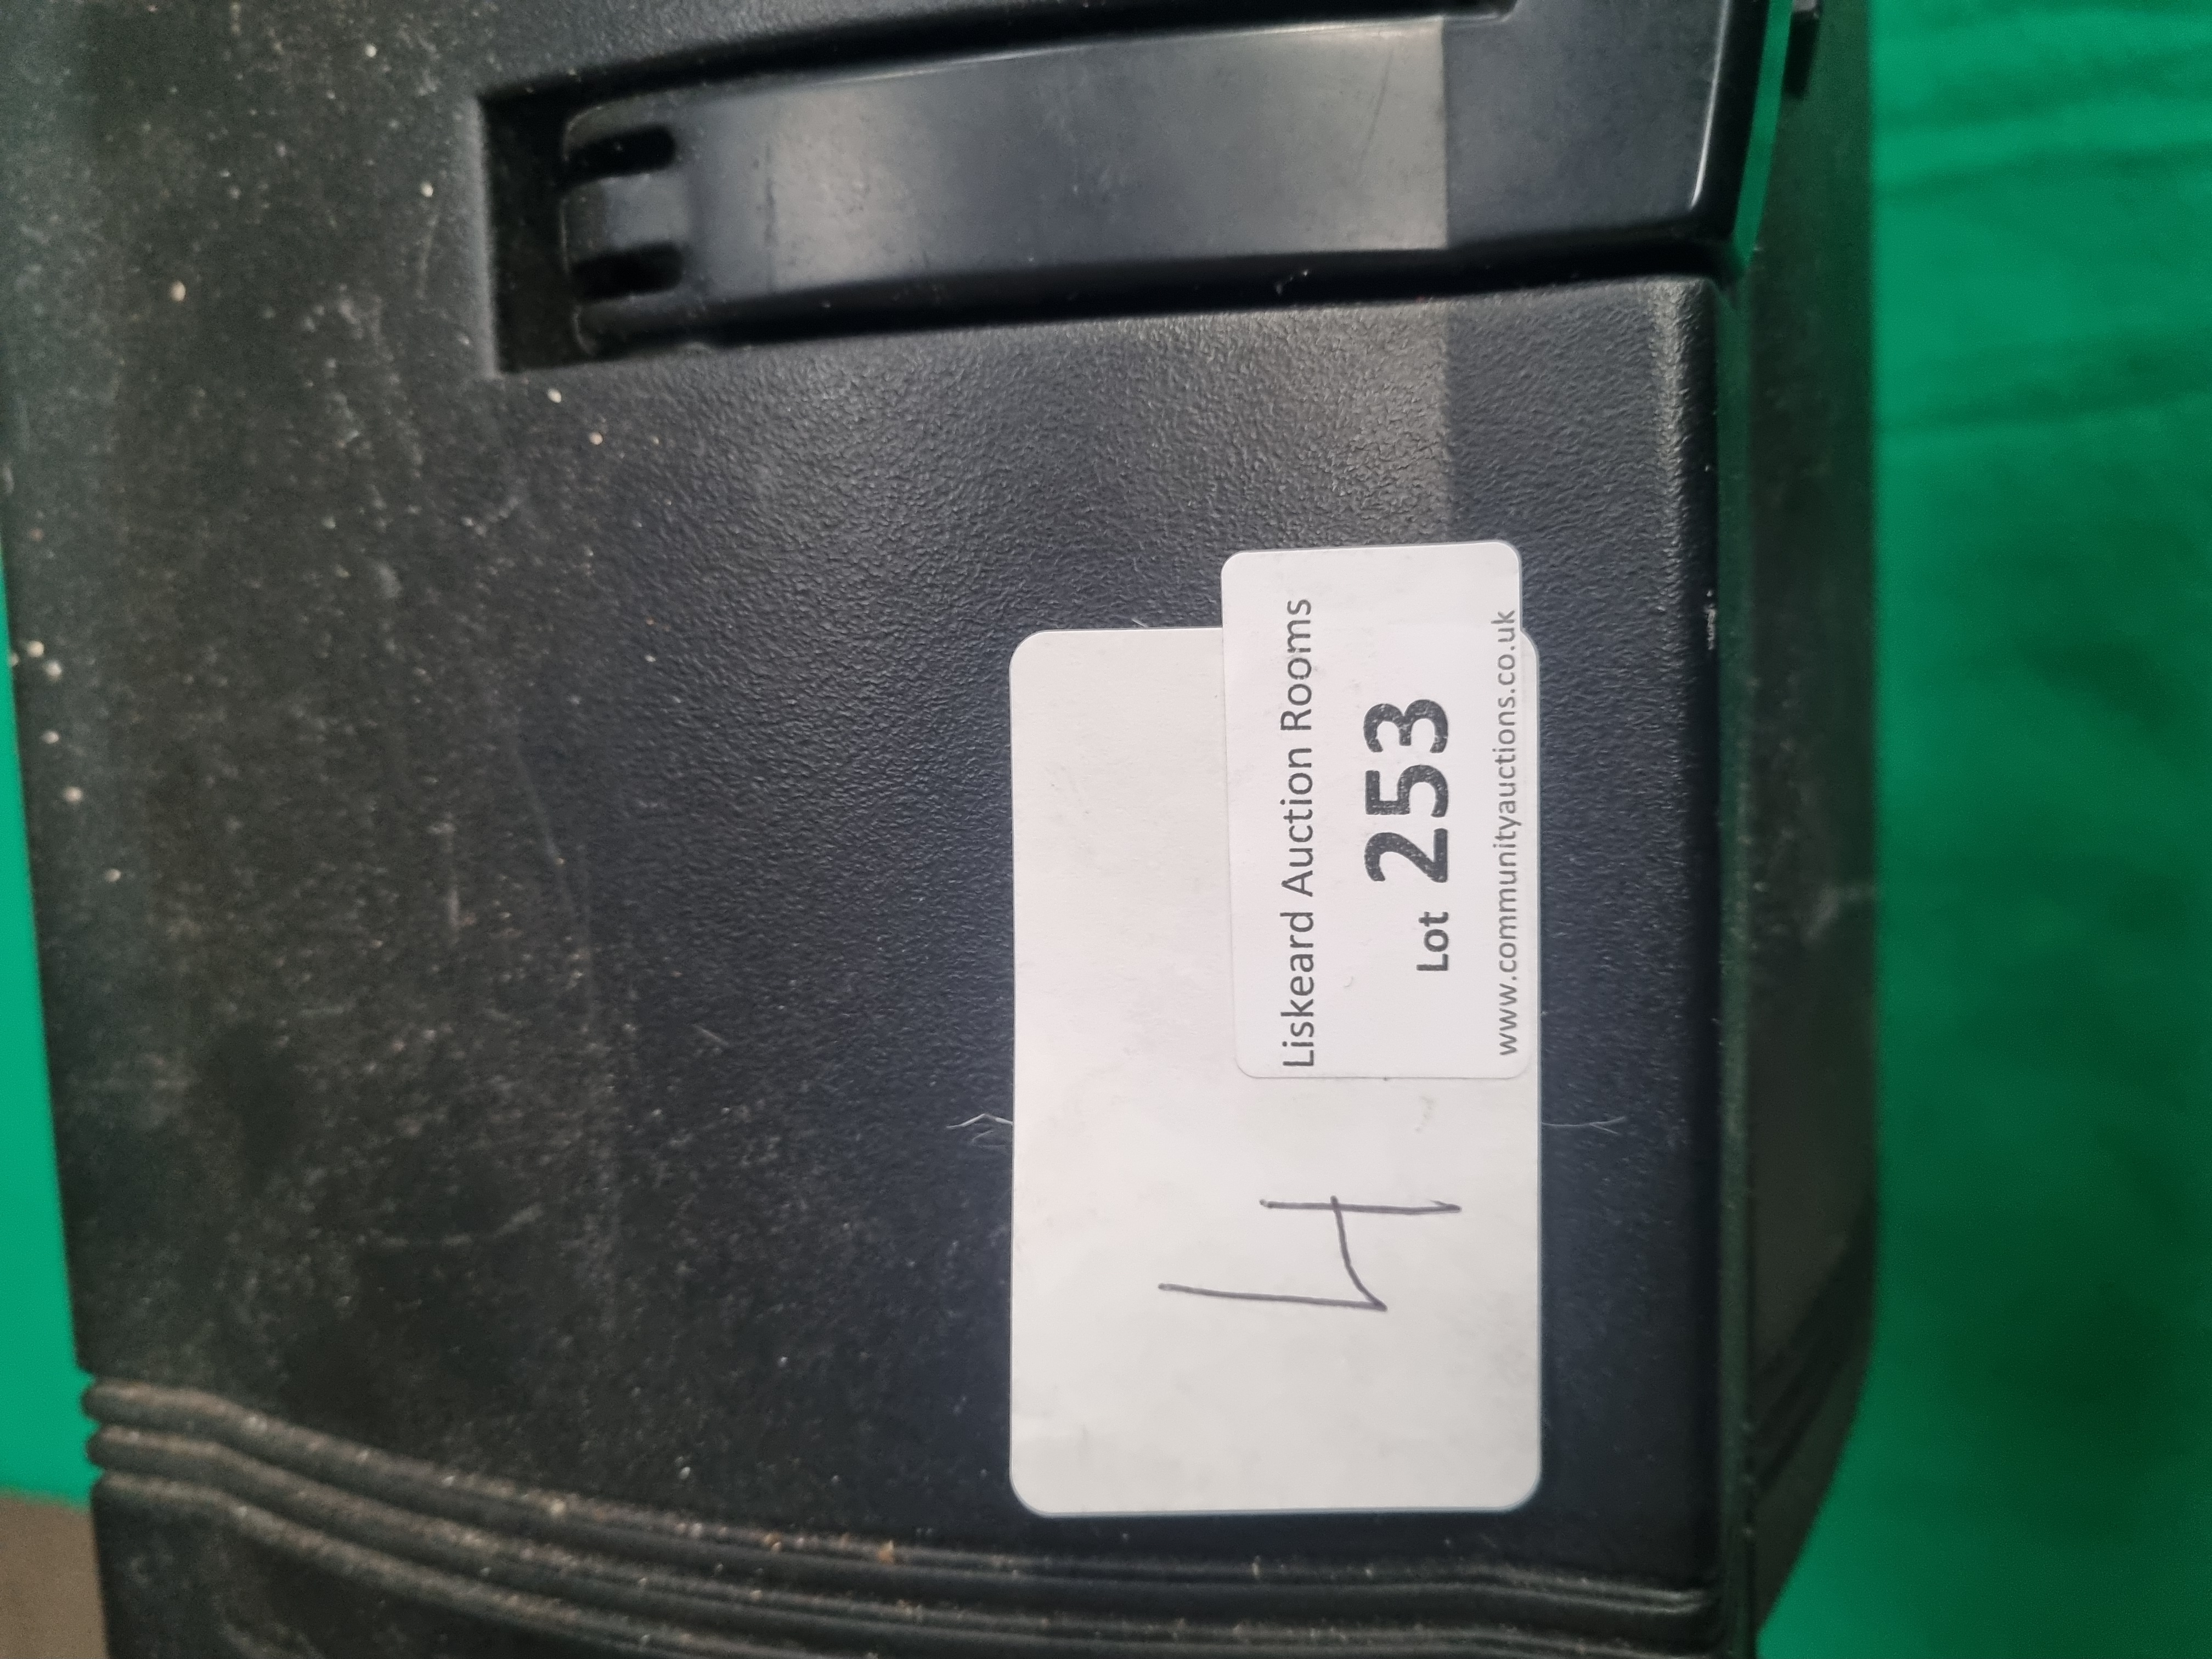 Liskeard Auction Rooms
Lot 253
www.communityauctions.co.uk
4